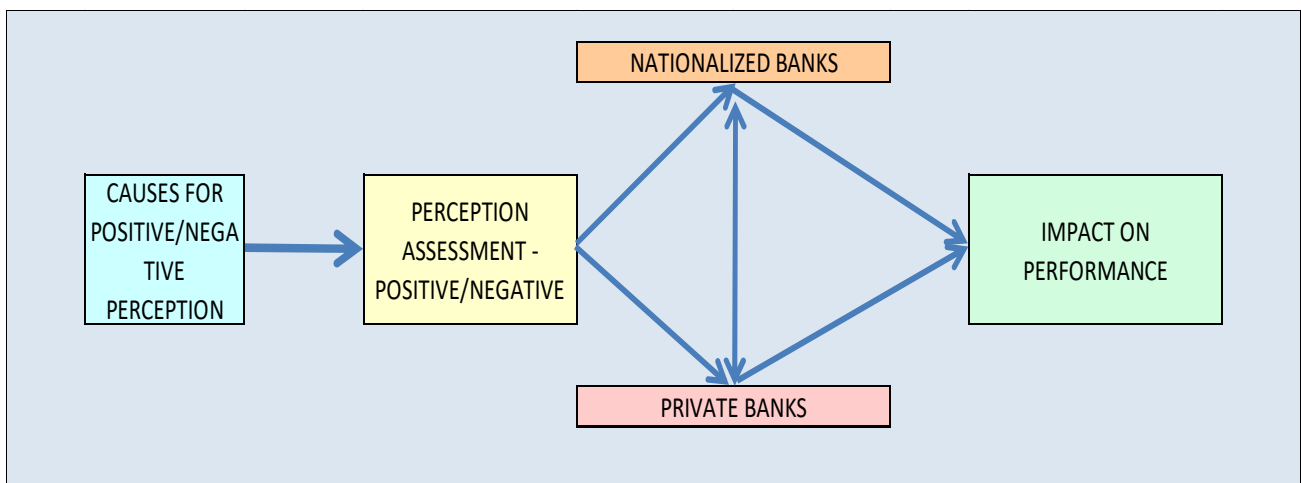 NATIONALIZED BANKS
CAUSES FOR
POSITIVE/NEGA
TIVE
PERCEPTION
PERCEPTION
ASSESSMENT -
POSITIVE/NEGATIVE
IMPACT ON
PERFORMANCE
PRIVATE BANKS